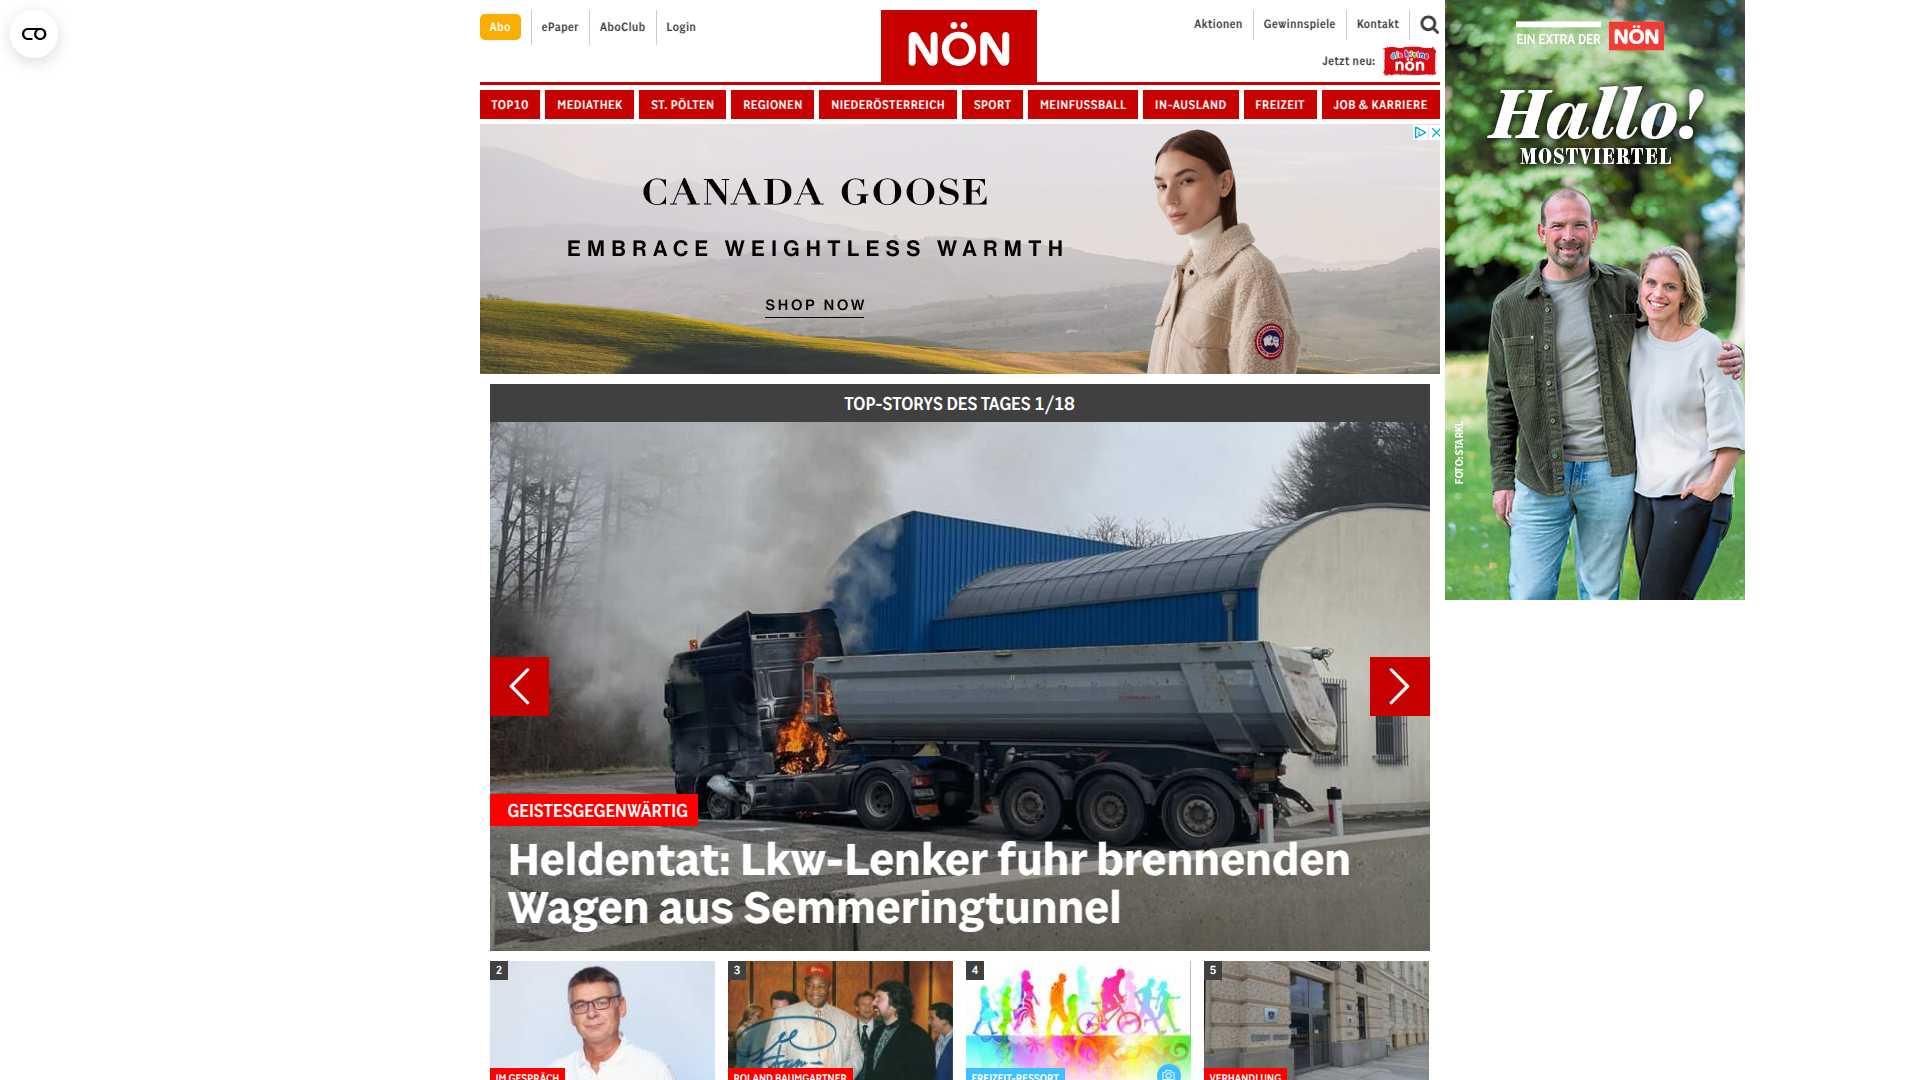 Abo
ePaper
AboClub
Login
NÖN
Aktionen
Gewinnspiele
Kontakt
Jetzt neu:
die kleine
nön
TOP10
MEDIATHEK
ST. PÖLTEN
REGIONEN
NIEDERÖSTERREICH
SPORT
MEINFUSSBALL
IN-AUSLAND
FREIZEIT
JOB & KARRIERE
CANADA GOOSE
EMBRACE WEIGHTLESS WARMTH
SHOP NOW
EIN EXTRA DER NÖN
Hallo!
MOSTVIERTEL
FOTO: STARKL
TOP-STORYS DES TAGES 1/18
GEISTESGEGENWÄRTIG
Heldentat: Lkw-Lenker fuhr brennenden
Wagen aus Semmeringtunnel
2
3
4
5
IM GESPRÄCH
ROLAND BAUMGARTNER
FREIZEIT-RESSORT
VERHANDLUNG